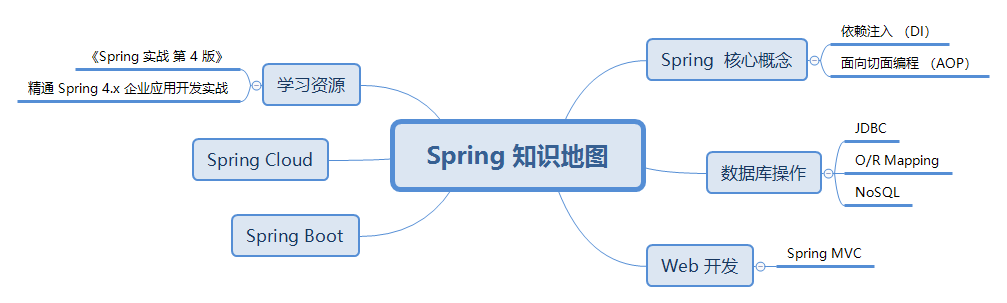 Spring 知识地图
Spring 核心概念
依赖注入 （DI）
面向切面编程 （AOP）
数据库操作
JDBC
O/R Mapping
NoSQL
Web 开发
Spring MVC
学习资源
《Spring 实战 第 4 版》
精通 Spring 4.x 企业应用开发实战
Spring Cloud
Spring Boot